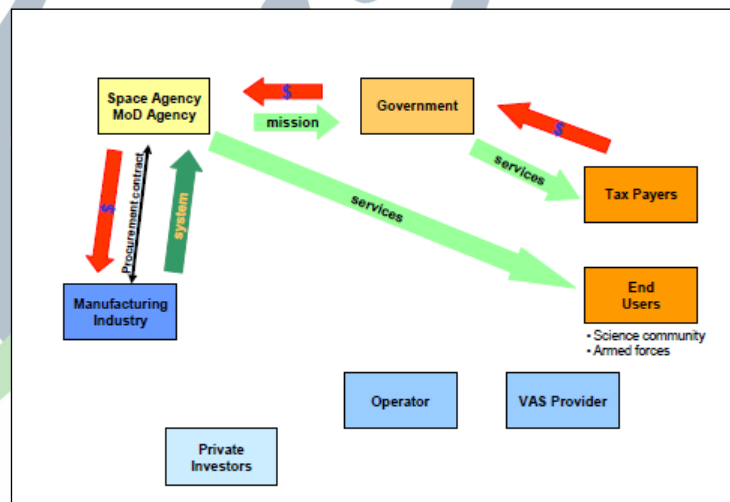 Space Agency
MoD Agency
$
mission
Government
$
services
Tax Payers
$
Procurement contract
system
services
Manufacturing
Industry
End
Users
• Science community
• Armed forces
Operator
VAS Provider
Private
Investors